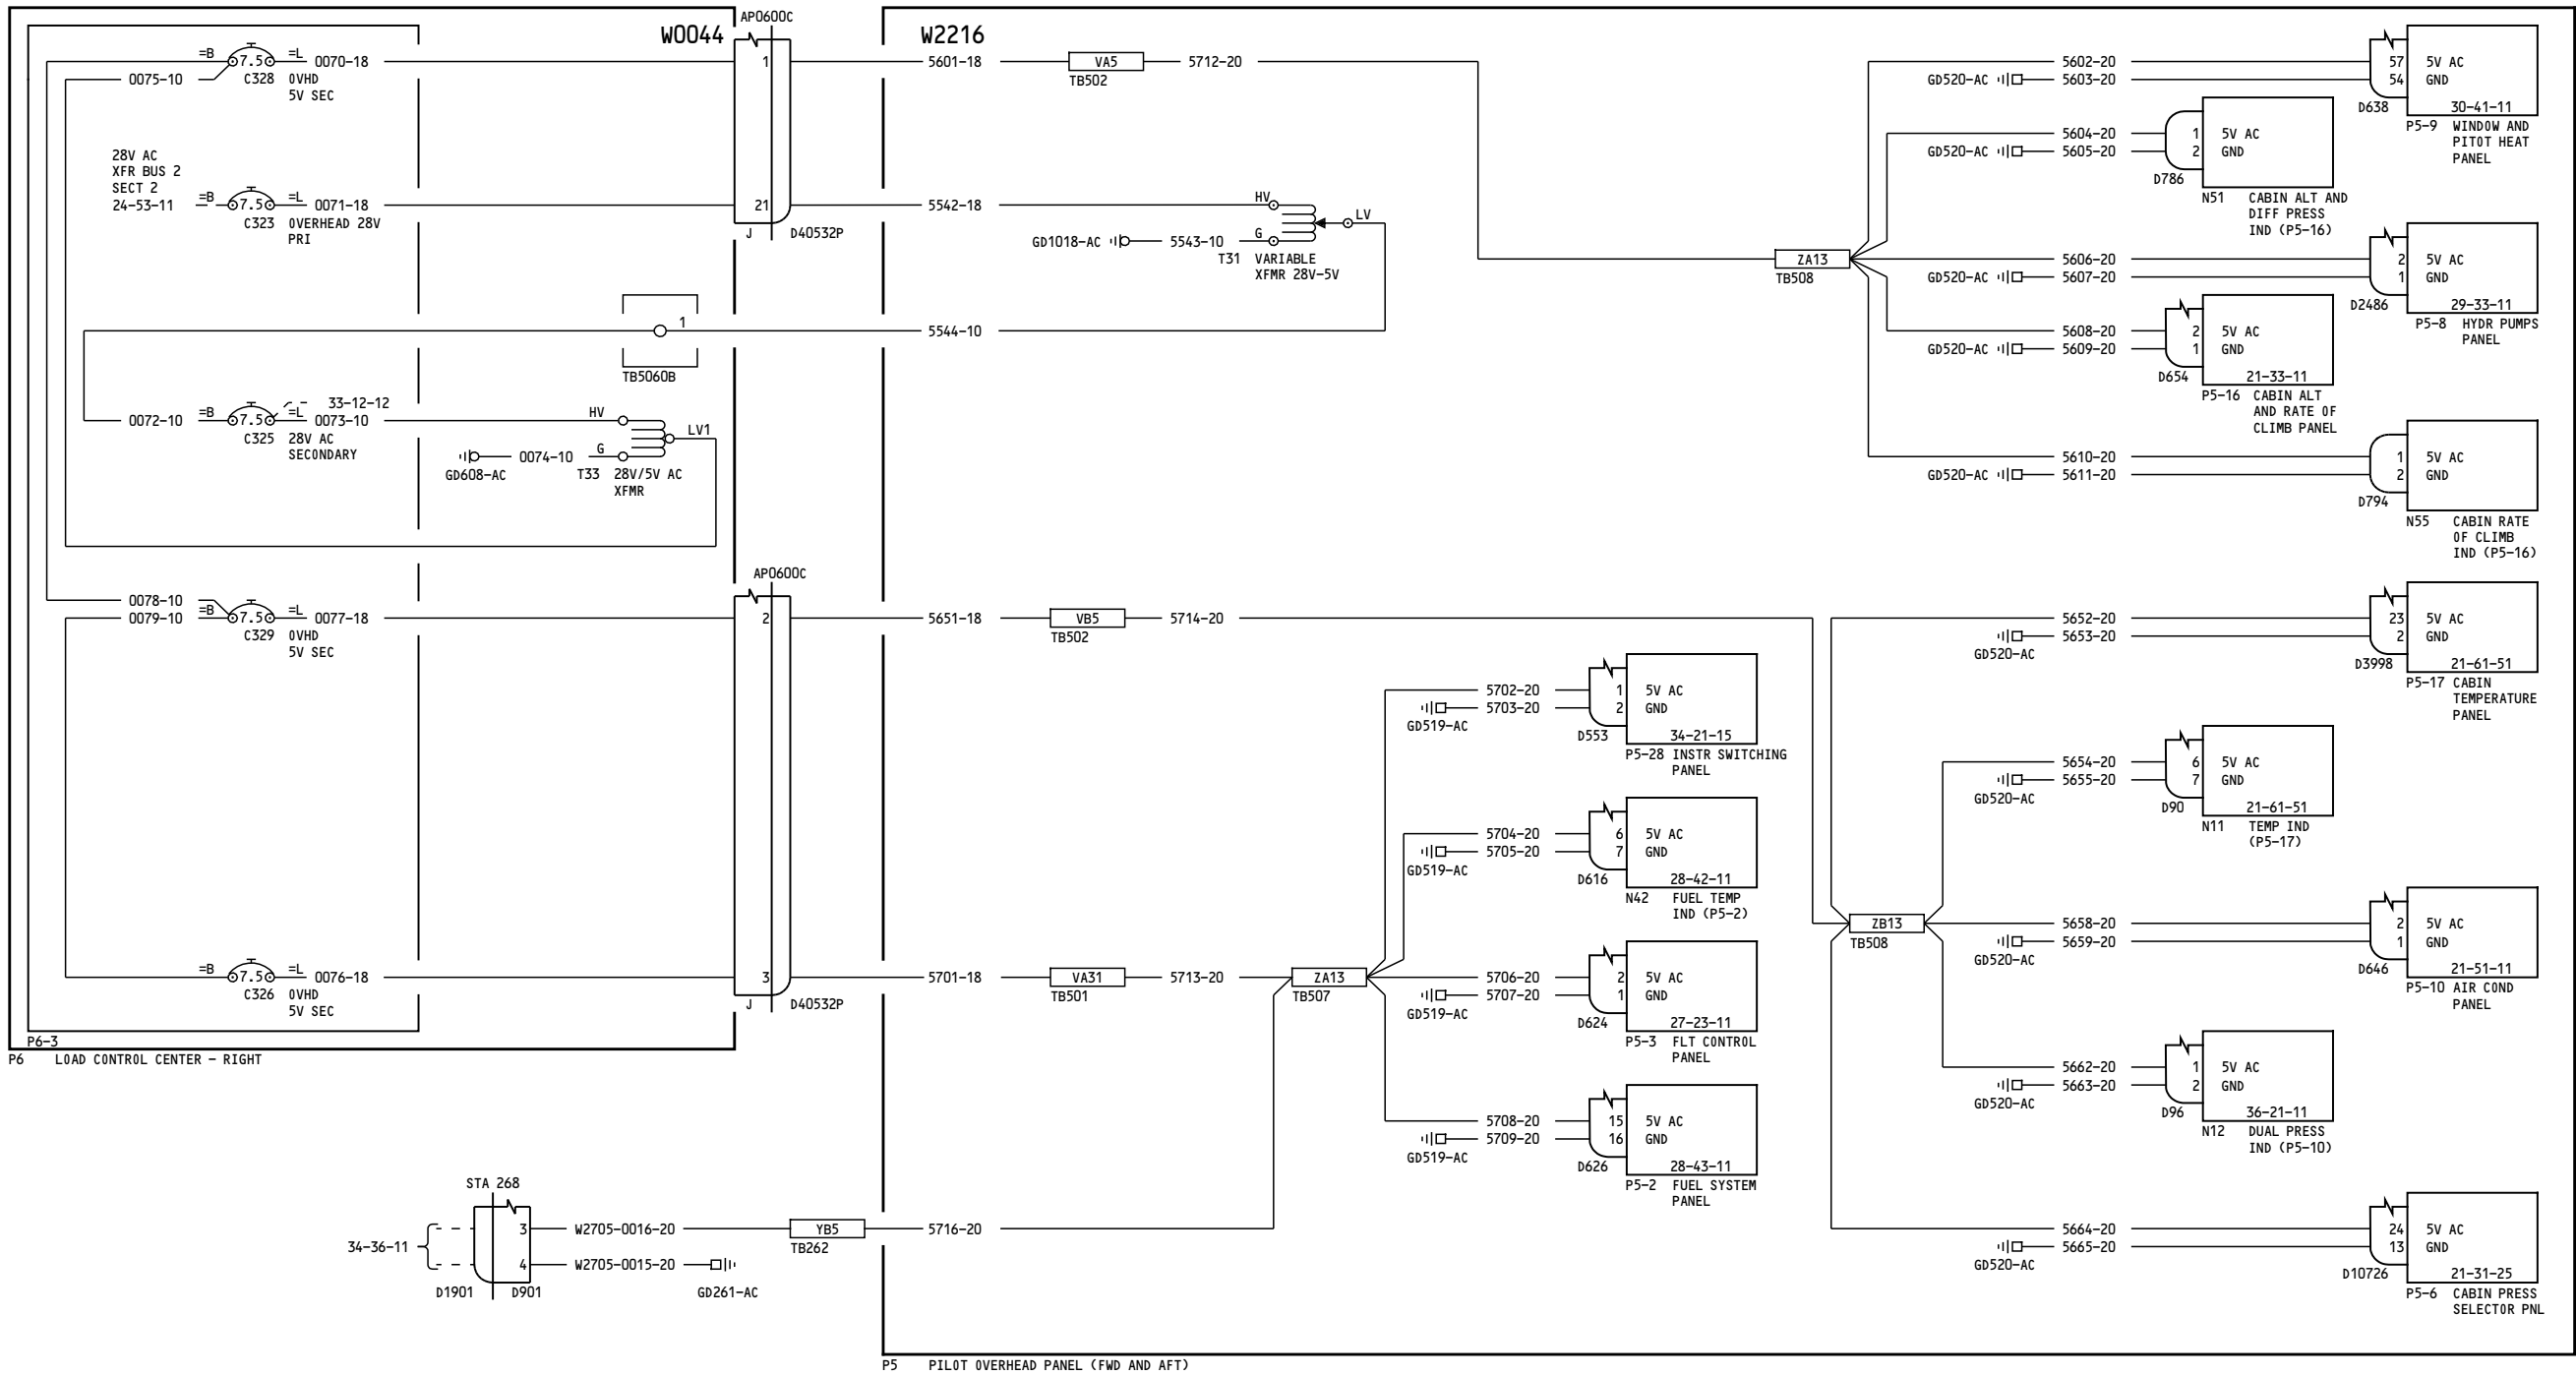 W0044
AP0600C
W2216
=B
7.5
=L
0070-18
C328
0VHD
5V SEC
0075-10
1
5601-18
VA5
TB502
5712-20
28V AC
XFR BUS 2
SECT 2
24-53-11
=B
7.5
=L
0071-18
C323
OVERHEAD 28V
PRI
21
J
D40532P
5542-18
HV
LV
GD1018-AC
5543-10
G
T31
VARIABLE
XFMR 28V-5V
1
TB5060B
5544-10
0072-10
=B
7.5
=L
33-12-12
0073-10
C325
28V AC
SECONDARY
HV
LV1
G
GD608-AC
0074-10
T33
28V/5V AC
XFMR
ZA13
TB508
5602-20
57
5V AC
GD520-AC
5603-20
54
GND
D638
30-41-11
P5-9
WINDOW AND
PITOT HEAT
PANEL
5604-20
1
5V AC
GD520-AC
5605-20
2
GND
D786
N51
CABIN ALT AND
DIFF PRESS
IND (P5-16)
5606-20
2
5V AC
GD520-AC
5607-20
1
GND
D2486
29-33-11
P5-8
HYDR PUMPS
PANEL
5608-20
2
5V AC
GD520-AC
5609-20
1
GND
D654
21-33-11
P5-16
CABIN ALT
AND RATE OF
CLIMB PANEL
5610-20
1
5V AC
GD520-AC
5611-20
2
GND
D794
N55
CABIN RATE
OF CLIMB
IND (P5-16)
AP0600C
0078-10
0079-10
=B
7.5
=L
0077-18
C329
0VHD
5V SEC
2
5651-18
VB5
TB502
5714-20
5652-20
23
5V AC
GD520-AC
5653-20
2
GND
D3998
21-61-51
P5-17
CABIN
TEMPERATURE
PANEL
5702-20
1
5V AC
GD519-AC
5703-20
2
GND
D553
34-21-15
P5-28
INSTR SWITCHING
PANEL
5654-20
6
5V AC
GD520-AC
5655-20
7
GND
D90
21-61-51
N11
TEMP IND
(P5-17)
5704-20
6
5V AC
GD519-AC
5705-20
7
GND
D616
28-42-11
N42
FUEL TEMP
IND (P5-2)
ZB13
TB508
5658-20
2
5V AC
GD520-AC
5659-20
1
GND
D646
21-51-11
P5-10
AIR COND
PANEL
=B
7.5
=L
0076-18
C326
0VHD
5V SEC
3
J
D40532P
5701-18
VA31
TB501
5713-20
ZA13
TB507
5706-20
2
5V AC
GD519-AC
5707-20
1
GND
D624
27-23-11
P5-3
FLT CONTROL
PANEL
5662-20
1
5V AC
GD520-AC
5663-20
2
GND
D96
36-21-11
N12
DUAL PRESS
IND (P5-10)
P6-3
P6
LOAD CONTROL CENTER - RIGHT
5708-20
15
5V AC
GD519-AC
5709-20
16
GND
D626
28-43-11
P5-2
FUEL SYSTEM
PANEL
STA 268
34-36-11
3
W2705-0016-20
YB5
TB262
5716-20
4
W2705-0015-20
GD261-AC
D1901
D901
5664-20
24
5V AC
GD520-AC
5665-20
13
GND
D10726
21-31-25
P5-6
CABIN PRESS
SELECTOR PNL
P5
PILOT OVERHEAD PANEL (FWD AND AFT)